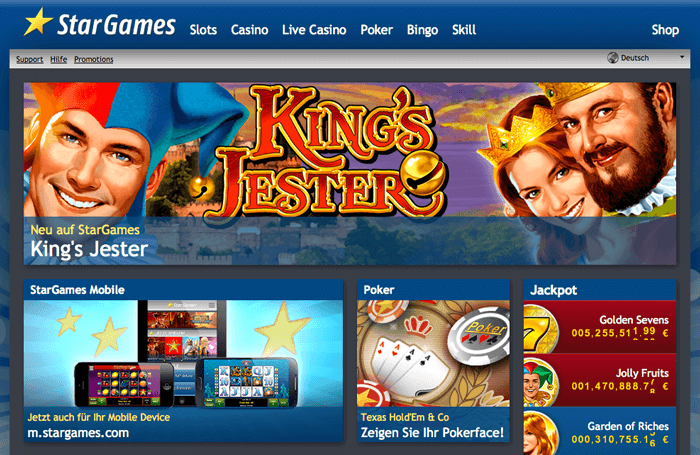 StarGames
Slots Casino Live Casino Poker Bingo Skill Shop
Support Hilfe Promotions Deutsch
KING'S
JESTER
Neu auf StarGames
King's Jester
StarGames Mobile
Jetzt auch für Ihr Mobile Device
m.stargames.com
Poker
Poker
Texas Hold'Em & Co
Zeigen Sie Ihr Pokerface!
Jackpot
Golden Sevens
005,255,511.99 €
Jolly Fruits
001,470,888.7 €
Garden of Riches
000,310,755.1 €